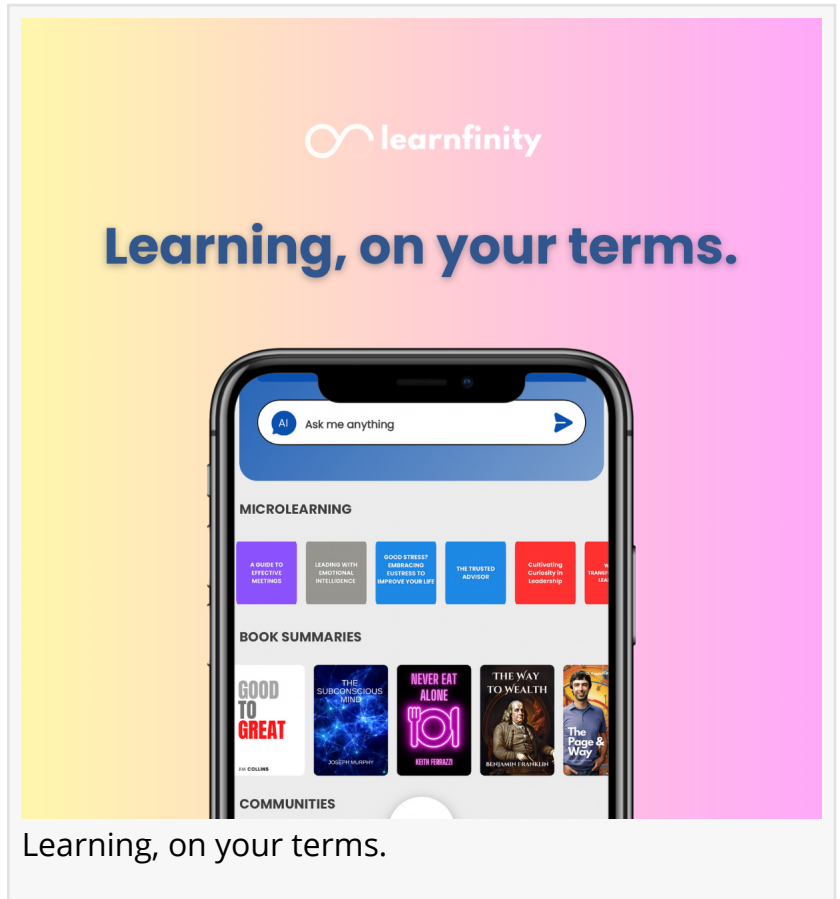 learnfinity
Learning, on your terms.
AI
Ask me anything
MICROLEARNING
A GUIDE TO
EFFECTIVE
MEETINGS
LEADING WITH
EMOTIONAL
INTELLIGENCE
GOOD STRESS?
EMBRACING
EUSTRESS TO
IMPROVE YOUR LIFE
THE TRUSTED
ADVISOR
Cultivating
Curiosity in
Leadership
BOOK SUMMARIES
GOOD
TO
GREAT
JIM COLLINS
THE
SUBCONSCIOUS
MIND
JOSEPH MURPHY
NEVER EAT
ALONE
KEITH FERRAZZI
THE WAY
TO WEALTH
BENJAMIN FRANKLIN
The
Page &
Way
COMMUNITIES
Learning, on your terms.